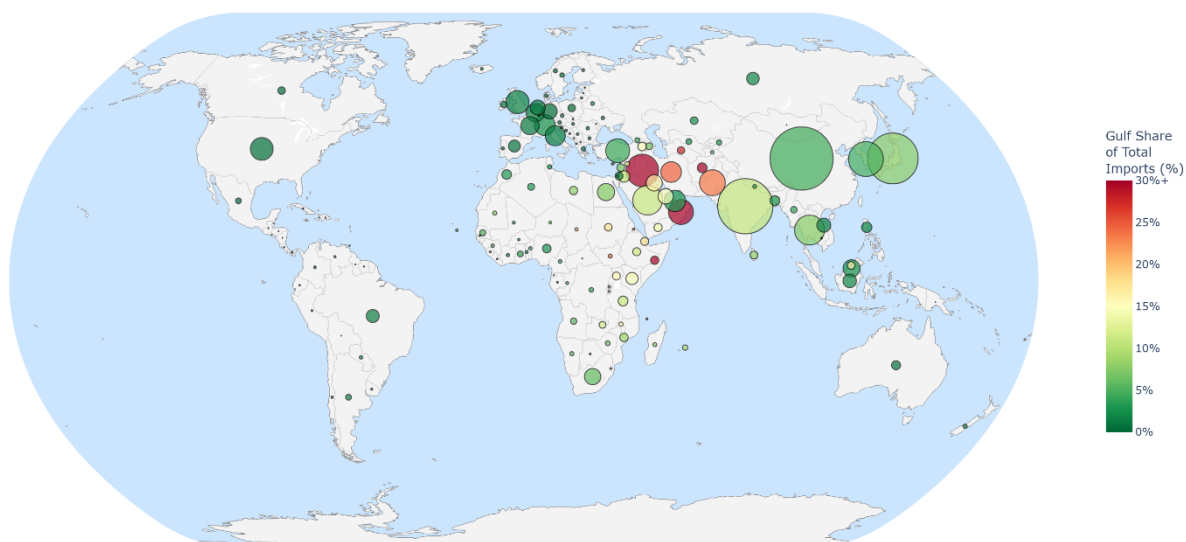 Gulf Share
of Total
Imports (%)
30%+
25%
20%
15%
10%
5%
0%